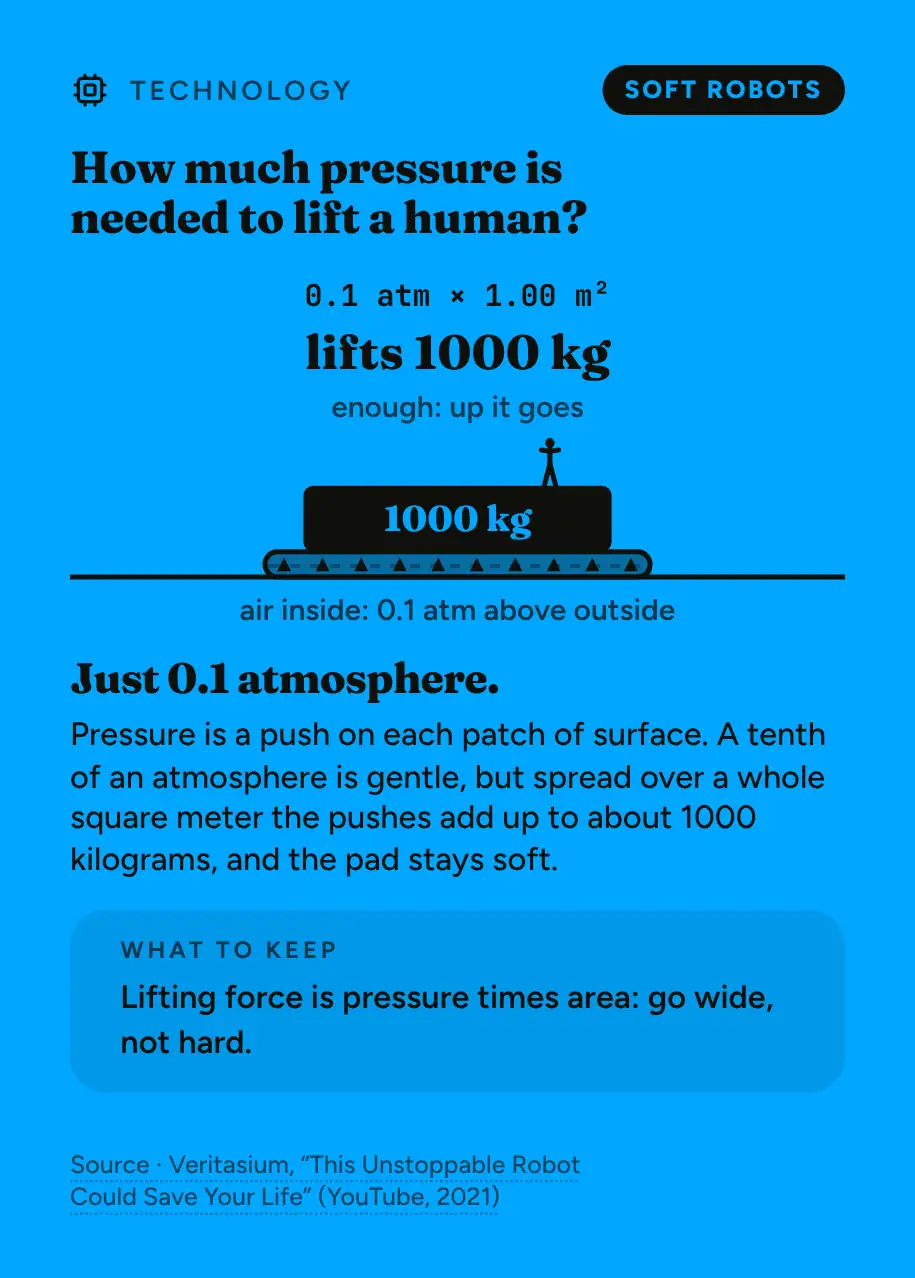 TECHNOLOGY
SOFT ROBOTS
How much pressure is
needed to lift a human?
0.1 atm × 1.00 m²
lifts 1000 kg
enough: up it goes
1000 kg
air inside: 0.1 atm above outside
Just 0.1 atmosphere.
Pressure is a push on each patch of surface. A tenth
of an atmosphere is gentle, but spread over a whole
square meter the pushes add up to about 1000
kilograms, and the pad stays soft.
WHAT TO KEEP
Lifting force is pressure times area: go wide,
not hard.
Source · Veritasium, “This Unstoppable Robot
Could Save Your Life” (YouTube, 2021)